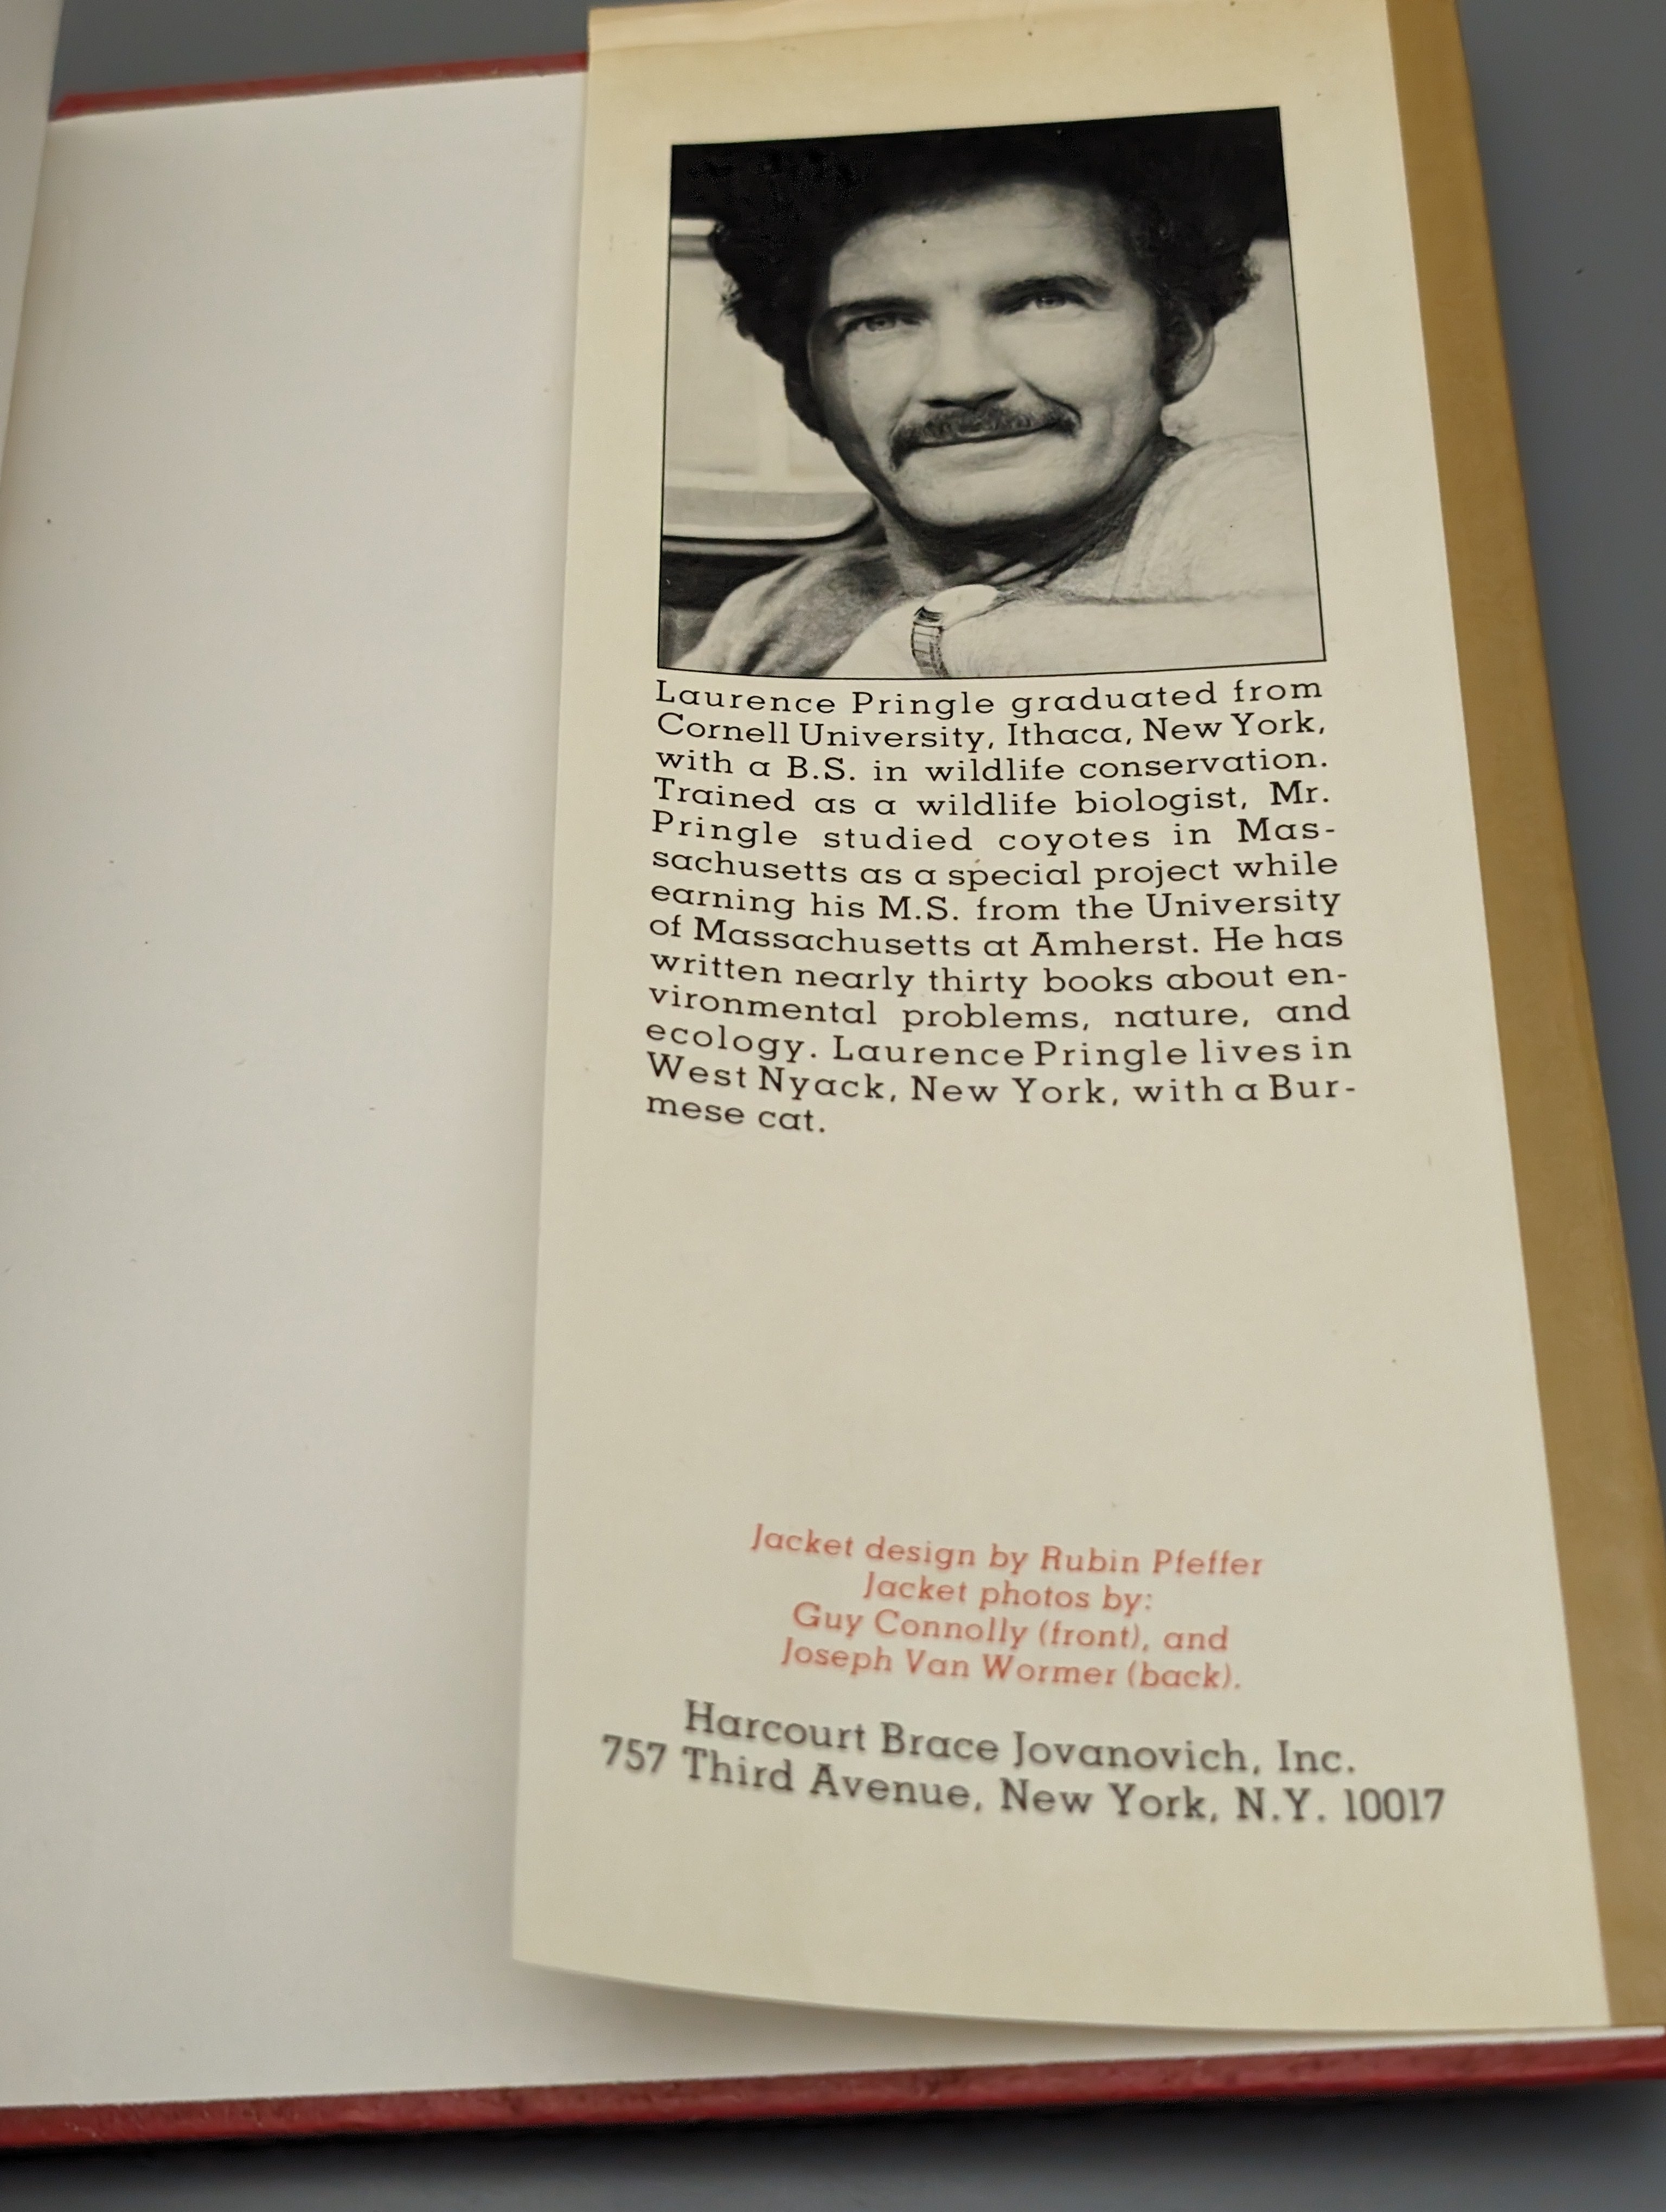 Laurence Pringle graduated from
Cornell University, Ithaca, New York,
with a B.S. in wildlife conservation.
Trained as a wildlife biologist, Mr.
Pringle studied coyotes in Mas-
sachusetts as a special project while
earning his M.S. from the University
of Massachusetts at Amherst. He has
written nearly thirty books about en-
vironmental problems, nature, and
ecology. Laurence Pringle lives in
West Nyack, New York, with a Bur-
mese cat.
Jacket design by Rubin Pfeffer
Jacket photos by:
Guy Connolly (front), and
Joseph Van Wormer (back).
Harcourt Brace Jovanovich, Inc.
757 Third Avenue, New York, N.Y. 10017